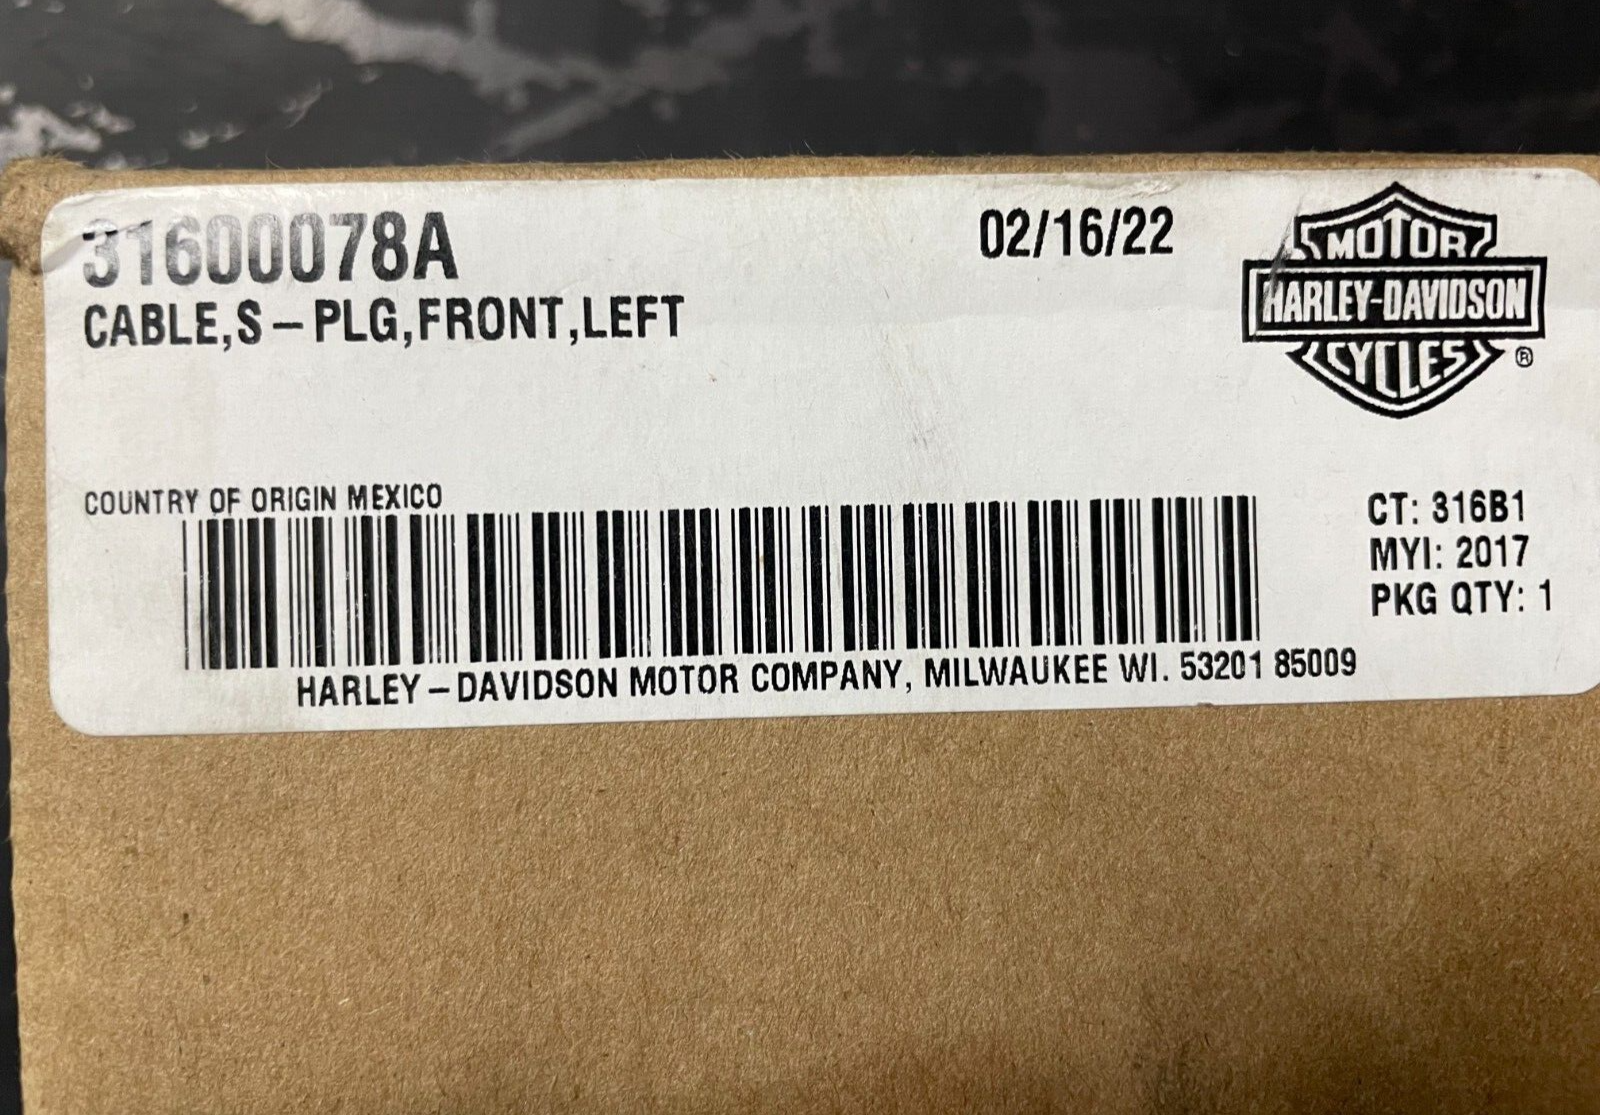 31600078A
02/16/22
CABLE,S-PLG,FRONT,LEFT
MOTOR
HARLEY-DAVIDSON
CYCLES
®
COUNTRY OF ORIGIN MEXICO
CT: 316B1
MYI: 2017
PKG QTY: 1
HARLEY-DAVIDSON MOTOR COMPANY, MILWAUKEE WI. 53201 85009